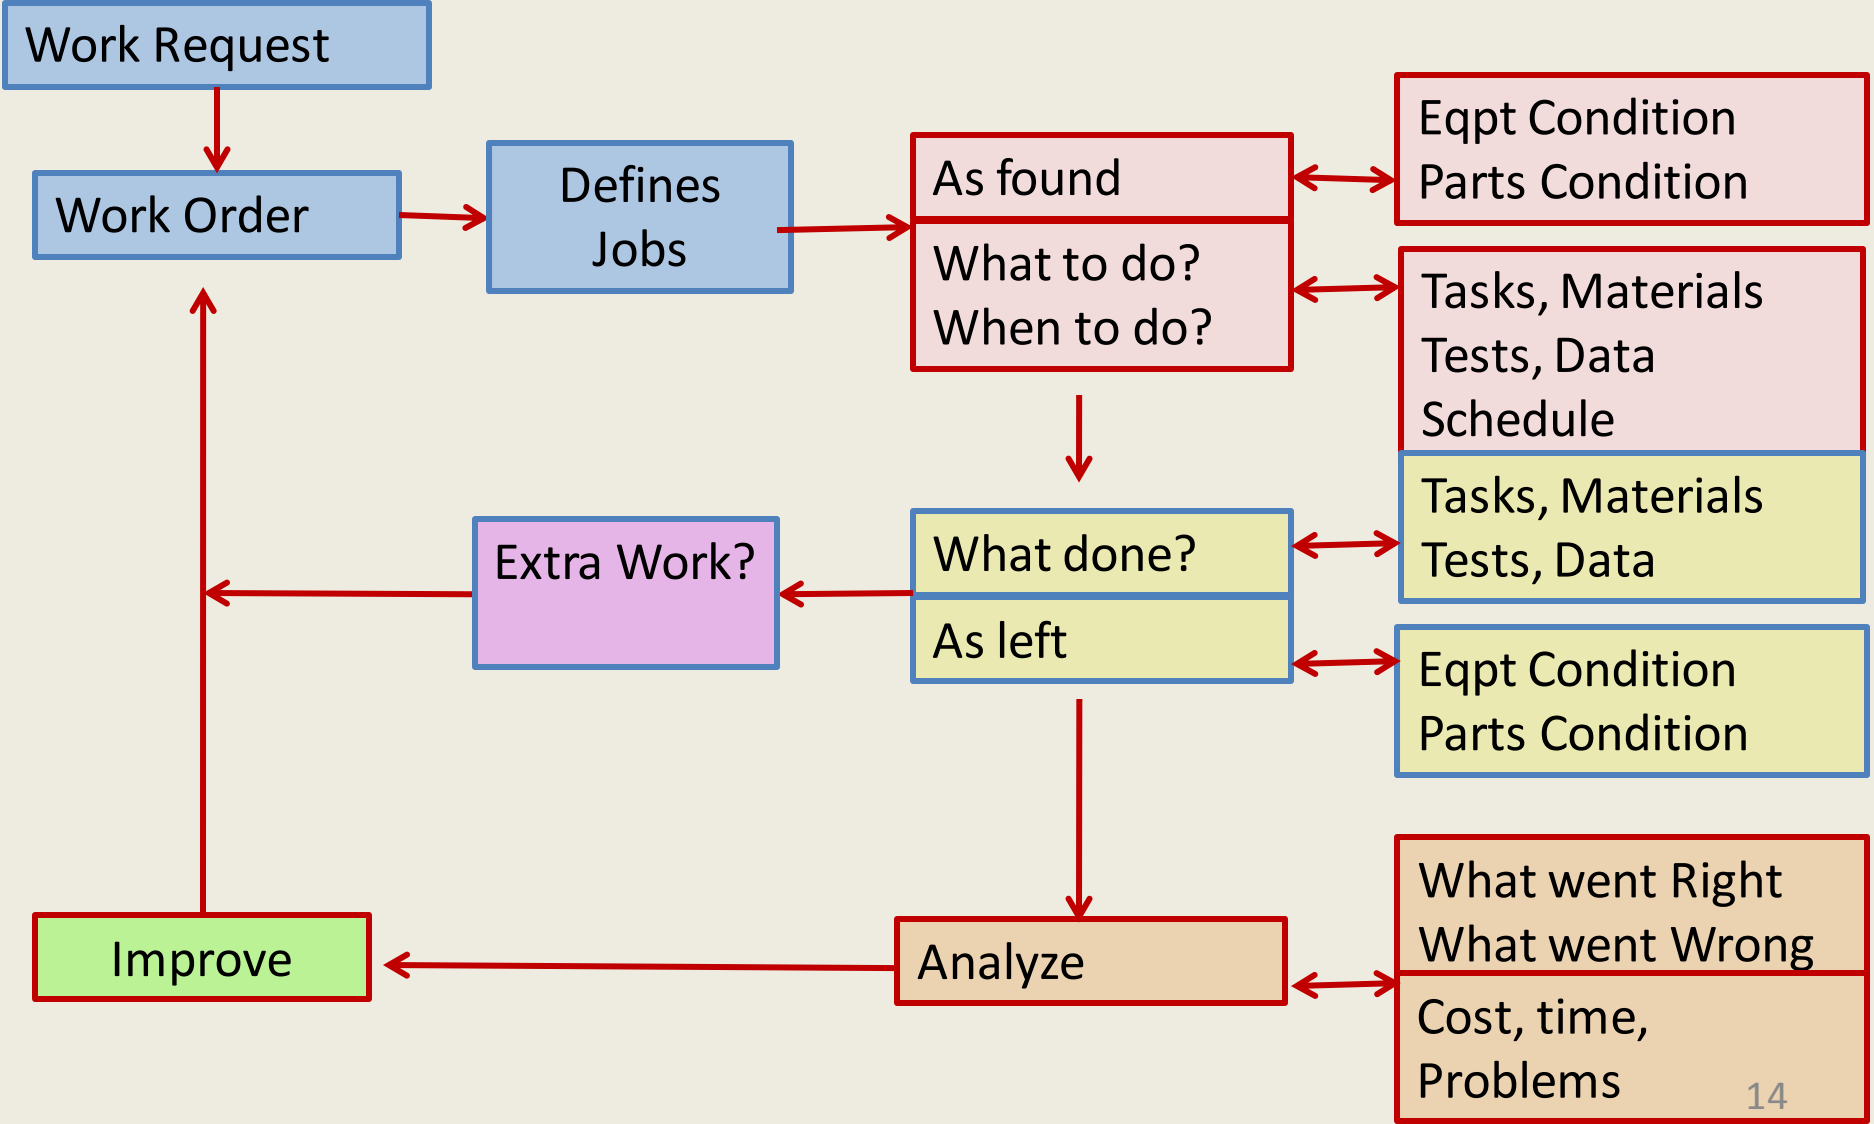 Work Request
Work Order
Defines
Jobs
As found
What to do?
When to do?
Eqpt Condition
Parts Condition
Tasks, Materials
Tests, Data
Schedule
Extra Work?
What done?
As left
Tasks, Materials
Tests, Data
Eqpt Condition
Parts Condition
Improve
Analyze
What went Right
What went Wrong
Cost, time,
Problems
14